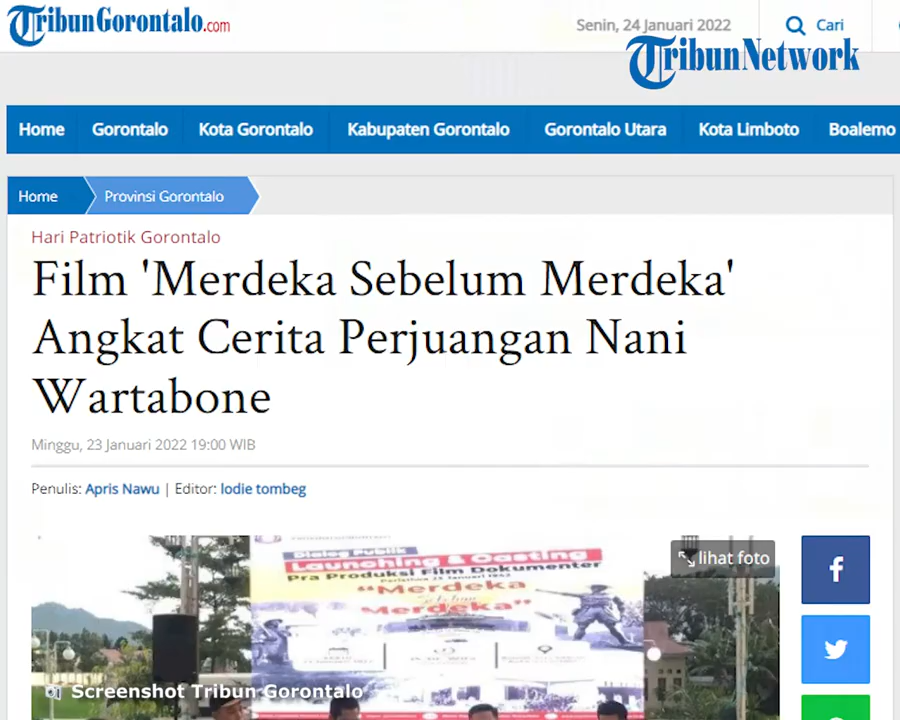 TribunGorontalo.com
Senin, 24 Januari 2022
Cari
TribunNetwork
Home Gorontalo Kota Gorontalo Kabupaten Gorontalo Gorontalo Utara Kota Limboto Boalemo
Home Provinsi Gorontalo
Hari Patriotik Gorontalo
Film 'Merdeka Sebelum Merdeka'
Angkat Cerita Perjuangan Nani
Wartabone
Minggu, 23 Januari 2022 19:00 WIB
Penulis: Apris Nawu | Editor: lodie tombeg
lihat foto
Dialog Publik
Launching & Casting
Pra Produksi Film Dokumenter
"Merdeka
Merdeka"
Screenshot Tribun Gorontalo